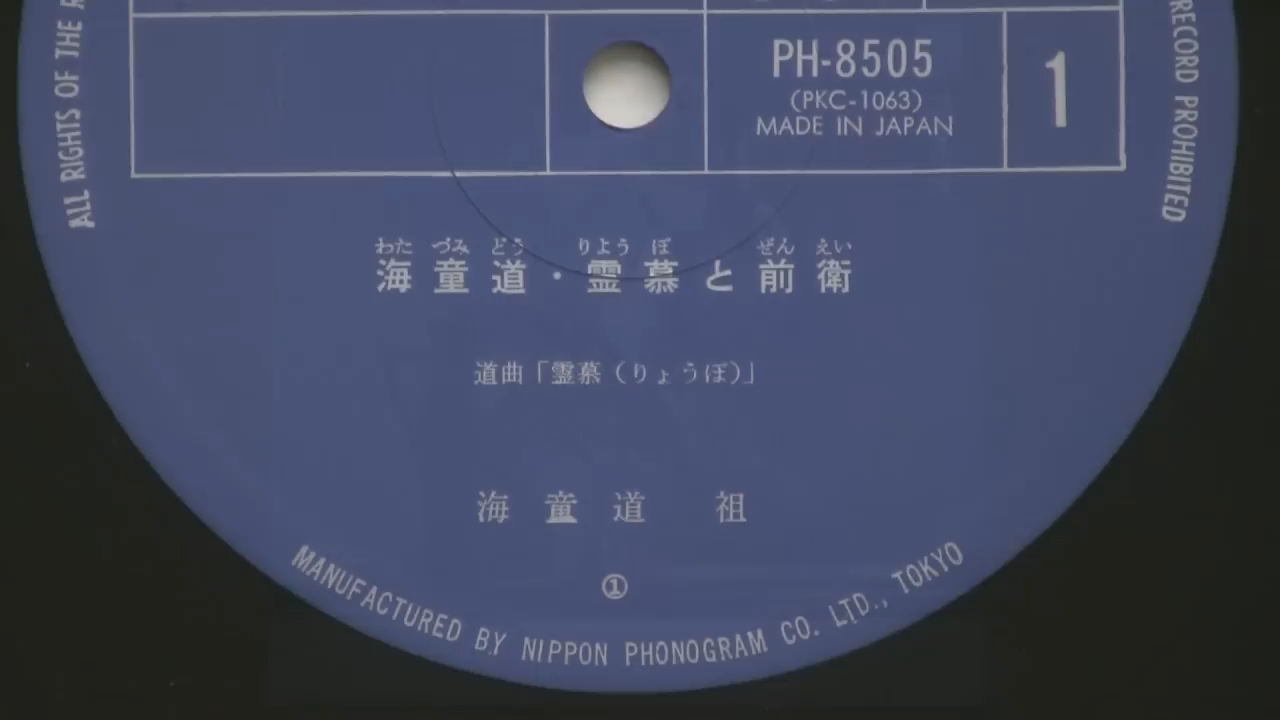 ALL RIGHTS OF THE
RECORD PROHIBITED
PH-8505
(PKC-1063)
MADE IN JAPAN
1
わた づみ どう りよう ぼ ぜん えい
海童道・霊慕と前衛
道曲「霊慕(りょうぼ)」
海童道 祖
①
MANUFACTURED BY NIPPON PHONOGRAM CO. LTD., TOKYO